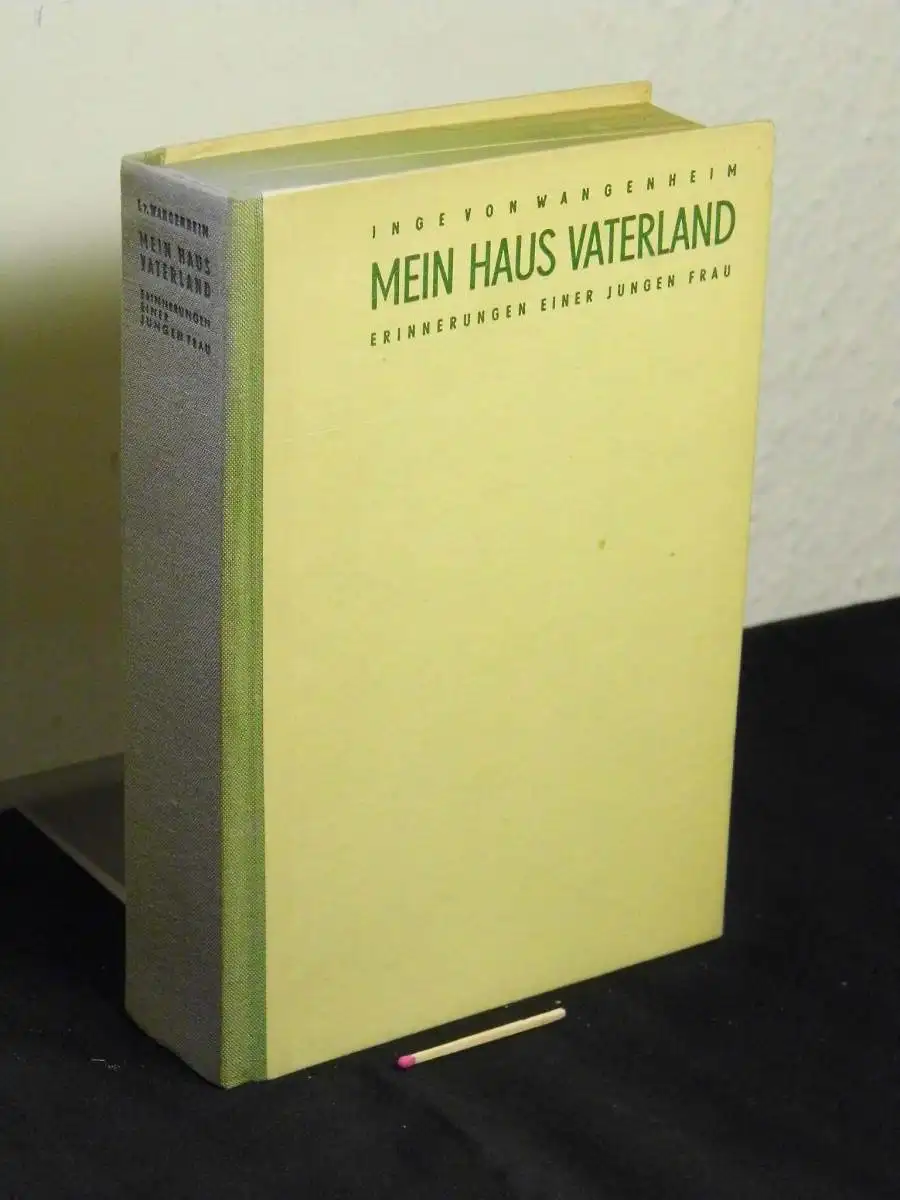 I. v. WANGENHEIM
MEIN HAUS
VATERLAND
ERINNERUNGEN
EINER
JUNGEN FRAU
INGE VON WANGENHEIM
MEIN HAUS VATERLAND
ERINNERUNGEN EINER JUNGEN FRAU